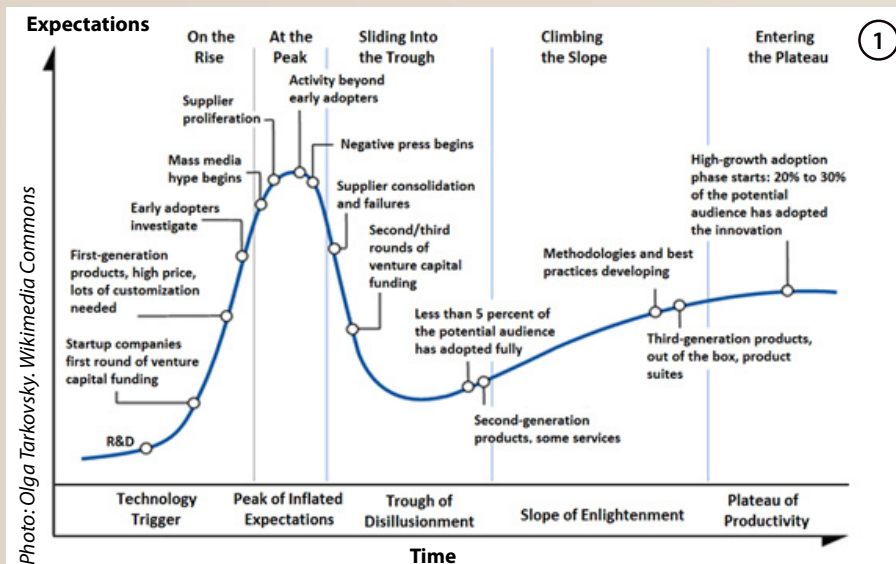 Expectations
On the
Rise
At the
Peak
Sliding Into
the Trough
Climbing
the Slope
Entering
the Plateau
1
Activity beyond
early adopters
Supplier
proliferation
Negative press begins
Mass media
hype begins
High-growth adoption
phase starts: 20% to 30%
of the potential
audience has adopted
the innovation
Supplier consolidation
and failures
Early adopters
investigate
Second/third
rounds of
venture capital
funding
First-generation
products, high price,
lots of customization
needed
Methodologies and best
practices developing
Less than 5 percent of
the potential audience
has adopted fully
Startup companies
first round of venture
capital funding
Third-generation products,
out of the box, product
suites
Second-generation
products, some services
R&D
Technology
Trigger
Peak of Inflated
Expectations
Trough of
Disillusionment
Slope of Enlightenment
Plateau of
Productivity
Time
Photo: Olga Tarkovsky. Wikimedia Commons